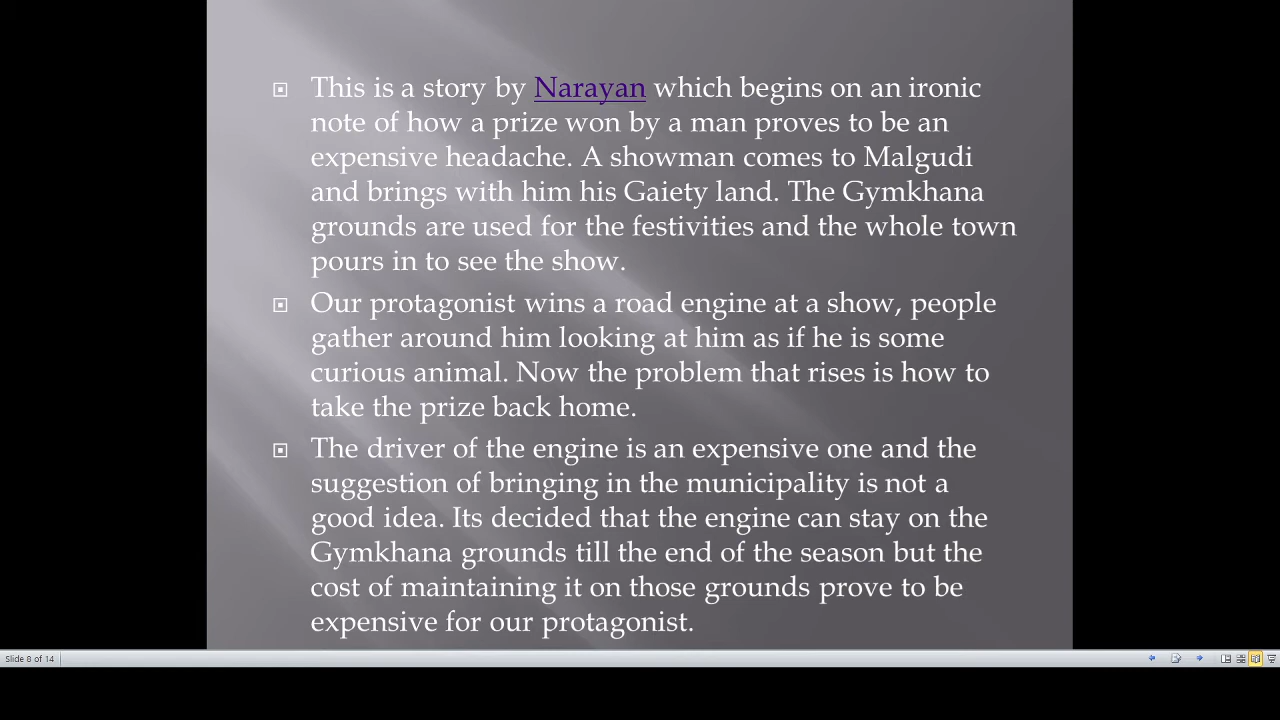 This is a story by Narayan which begins on an ironic
note of how a prize won by a man proves to be an
expensive headache. A showman comes to Malgudi
and brings with him his Gaiety land. The Gymkhana
grounds are used for the festivities and the whole town
pours in to see the show.
Our protagonist wins a road engine at a show, people
gather around him looking at him as if he is some
curious animal. Now the problem that rises is how to
take the prize back home.
The driver of the engine is an expensive one and the
suggestion of bringing in the municipality is not a
good idea. Its decided that the engine can stay on the
Gymkhana grounds till the end of the season but the
cost of maintaining it on those grounds prove to be
expensive for our protagonist.
Slide 8 of 14